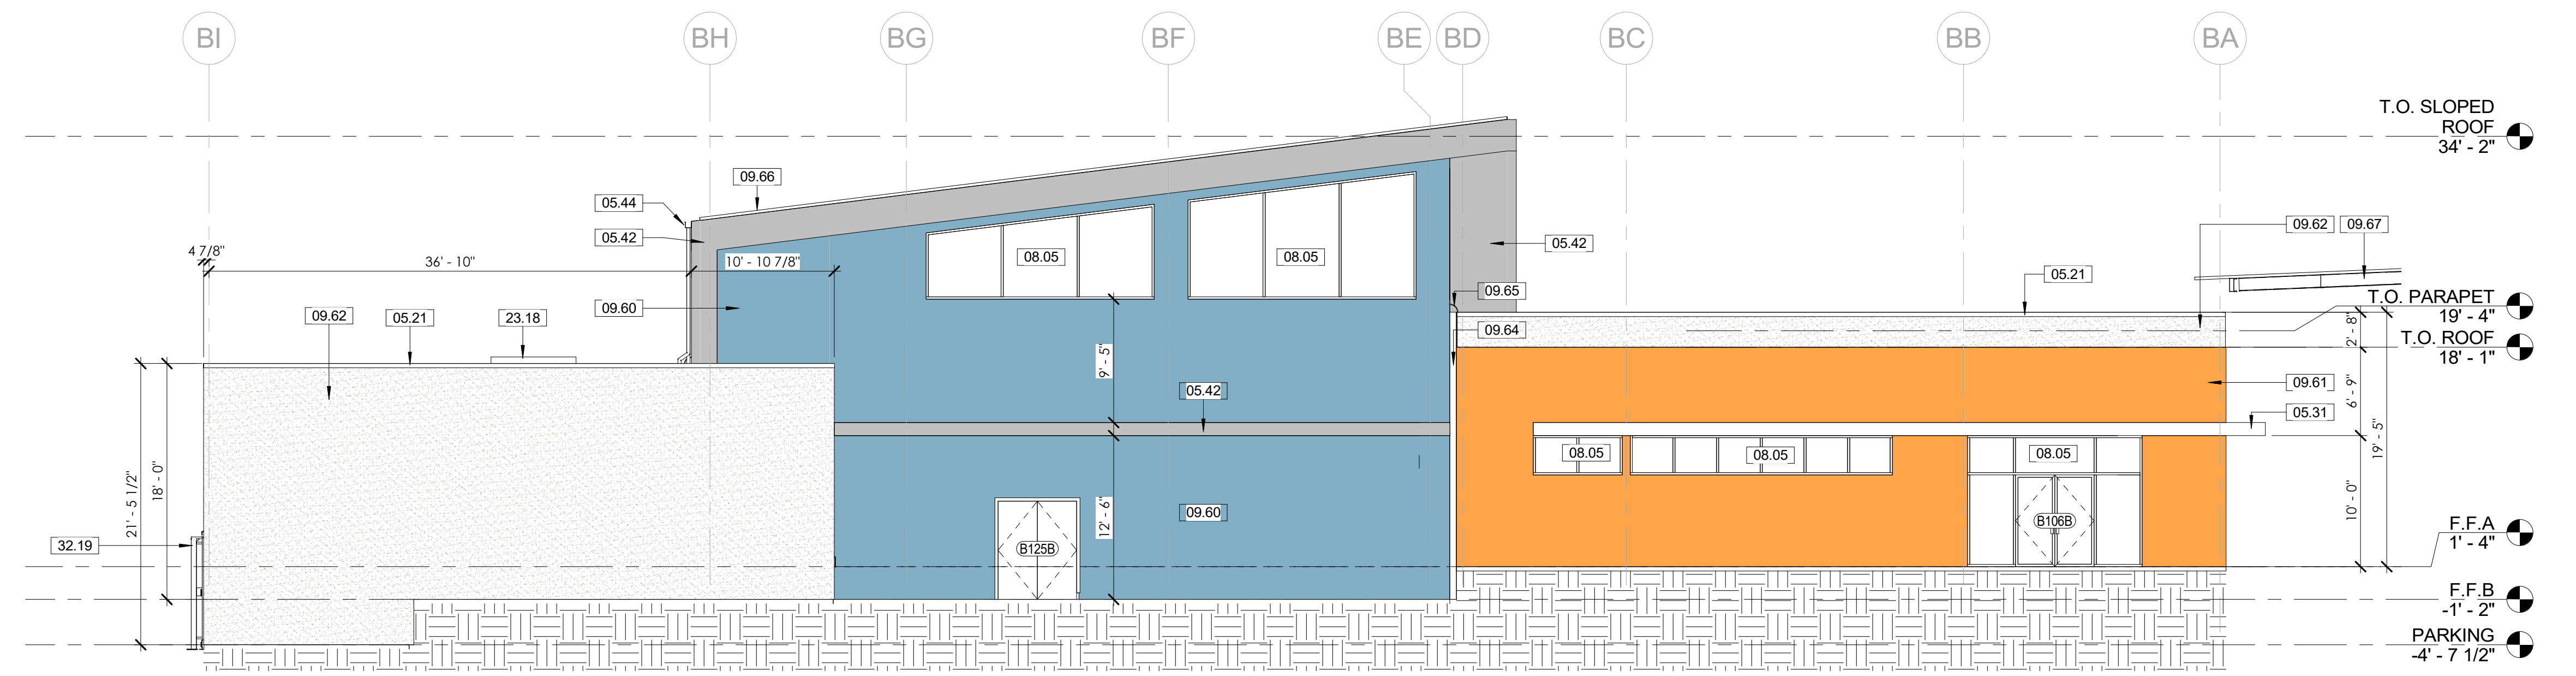 BI
BH
BG
BF
BE
BD
BC
BB
BA
T.O. SLOPED
ROOF
34' - 2"
09.66
05.44
05.42
4 7/8"
36' - 10"
10' - 10 7/8"
08.05
08.05
05.42
09.62
09.67
05.21
09.60
09.65
T.O. PARAPET
19' - 4"
09.62
05.21
23.18
09.64
2' - 8"
T.O. ROOF
18' - 1"
9' - 5"
05.42
09.61
6' - 9"
05.31
19' - 5"
08.05
08.05
08.05
21' - 5 1/2"
18' - 0"
12' - 6"
09.60
10' - 0"
B106B
F.F.A
1' - 4"
32.19
B125B
F.F.B
-1' - 2"
PARKING
-4' - 7 1/2"